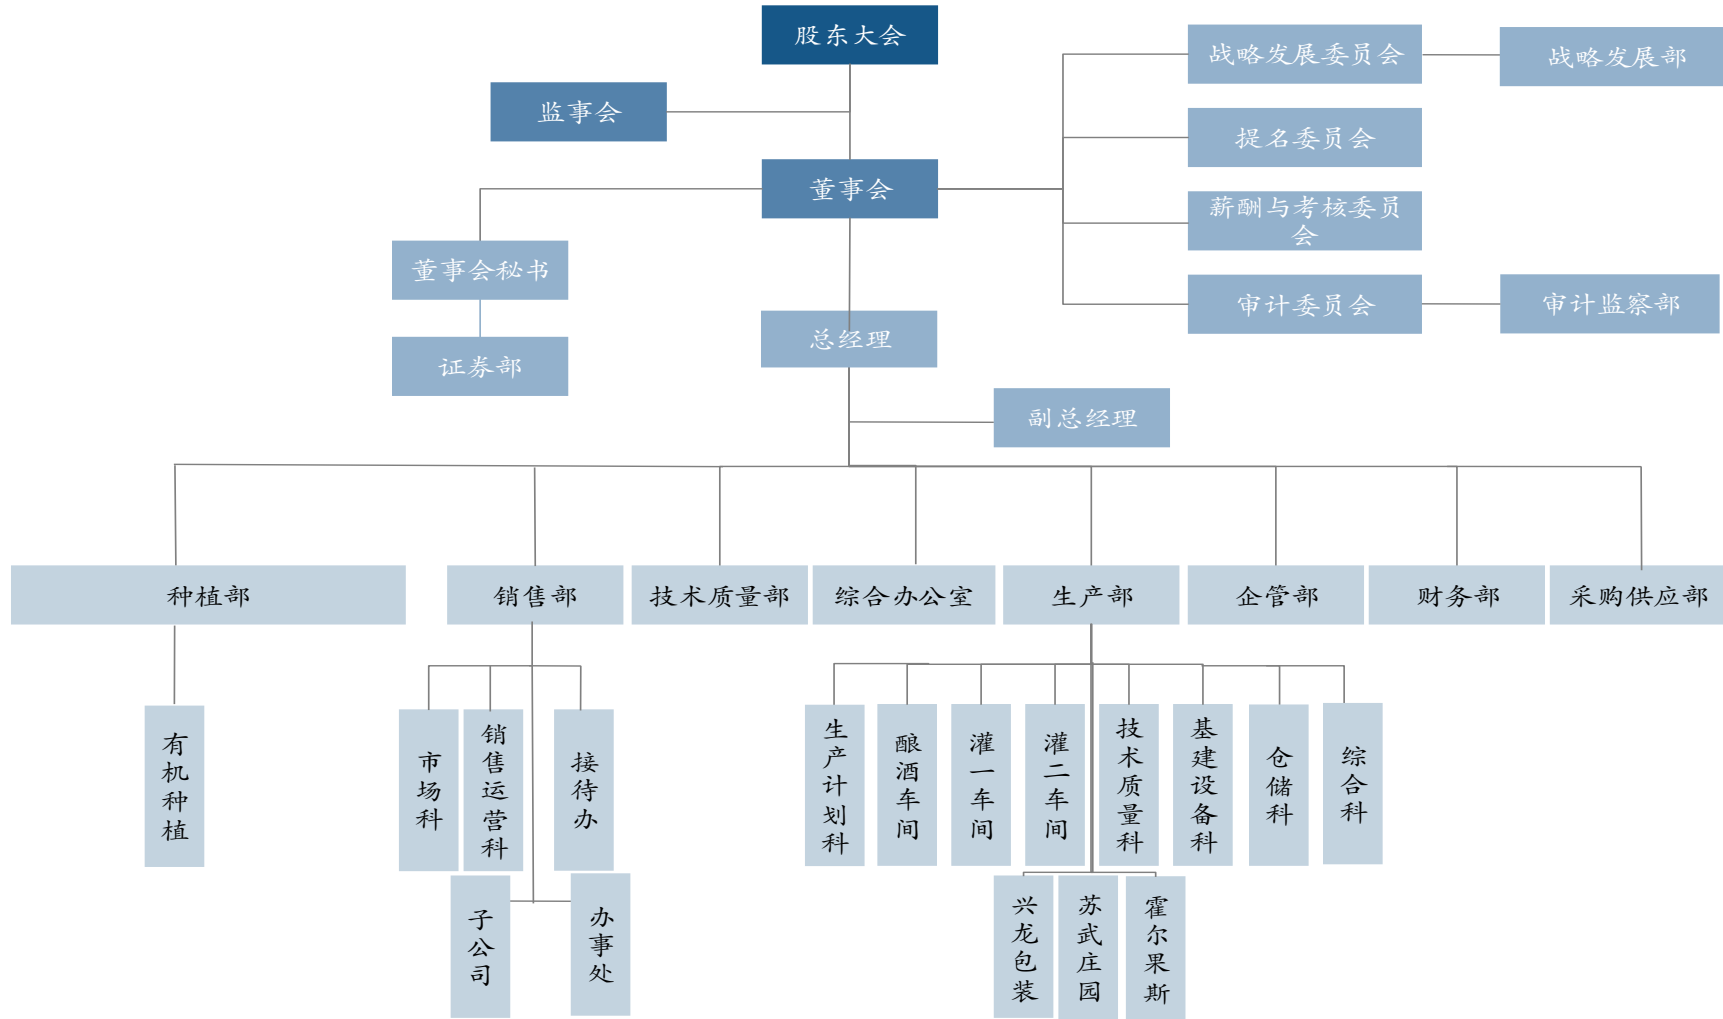 股东大会
战略发展委员会
战略发展部
监事会
提名委员会
董事会
薪酬与考核委员
会
董事会秘书
审计委员会
审计监察部
总经理
证券部
副总经理
种植部
销售部
技术质量部
综合办公室
生产部
企管部
财务部
采购供应部
有机种植
市场科
销售运营科
接待办
生产计划科
酿酒车间
灌一车间
灌二车间
技术质量科
基建设备科
仓储科
综合科
子公司
办事处
兴龙包装
苏武庄园
霍尔果斯